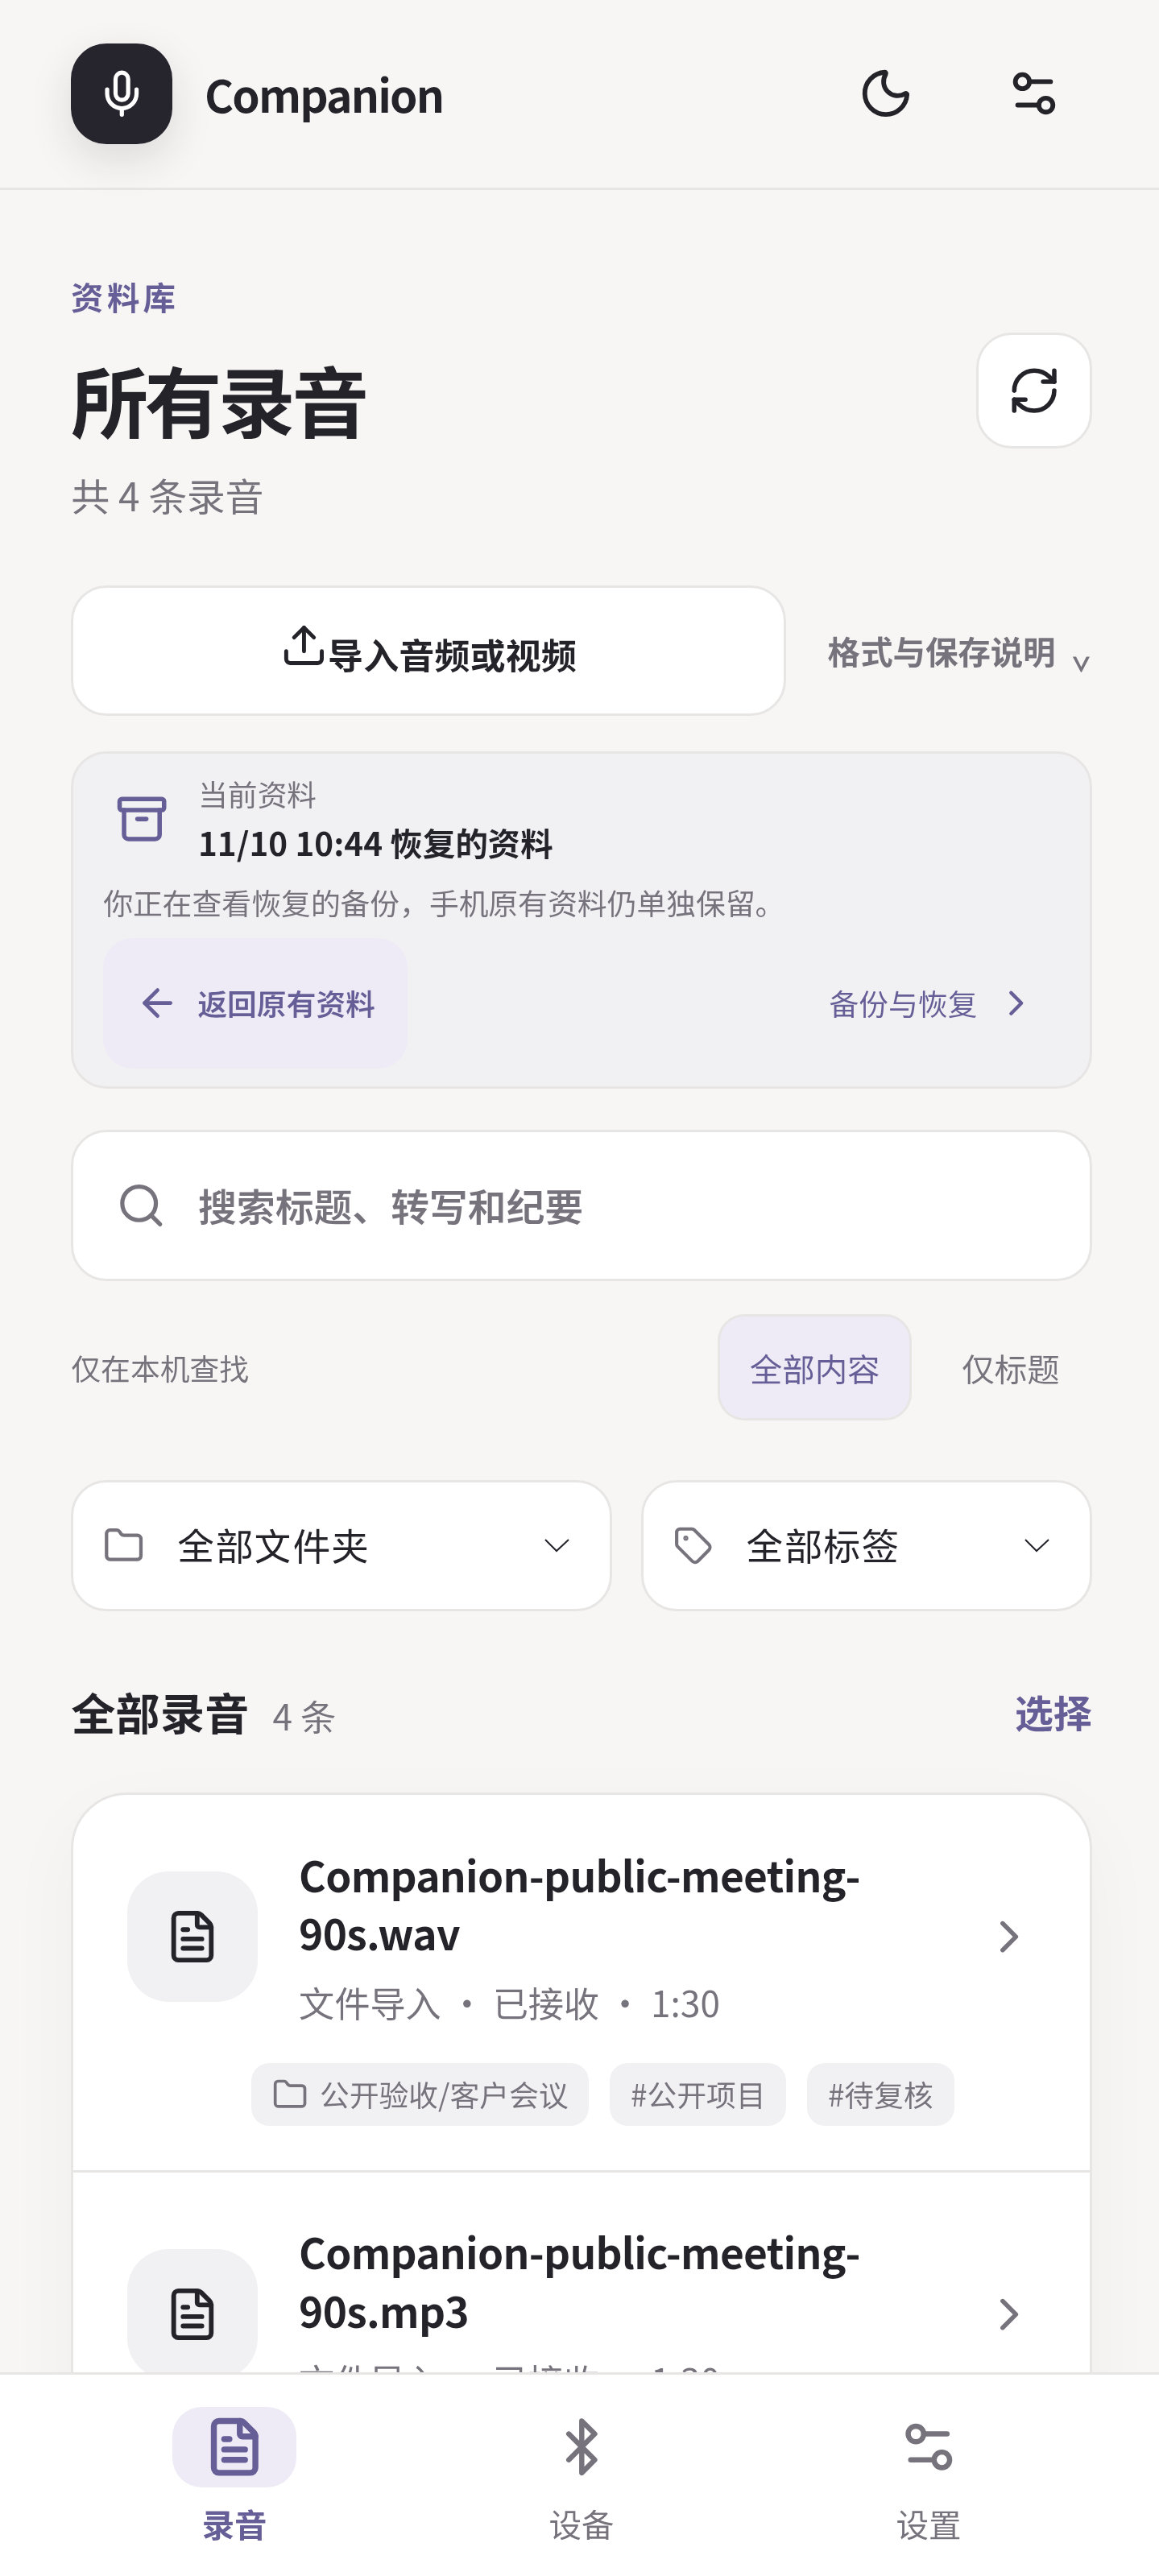 Companion
资料库
所有录音
共 4 条录音
导入音频或视频
格式与保存说明
当前资料
11/10 10:44 恢复的资料
你正在查看恢复的备份，手机原有资料仍单独保留。
返回原有资料
备份与恢复
搜索标题、转写和纪要
仅在本机查找
全部内容
仅标题
全部文件夹
全部标签
全部录音 4 条
选择
Companion-public-meeting-
90s.wav
文件导入 · 已接收 · 1:30
公开验收/客户会议 #公开项目 #待复核
Companion-public-meeting-
90s.mp3
录音
设备
设置